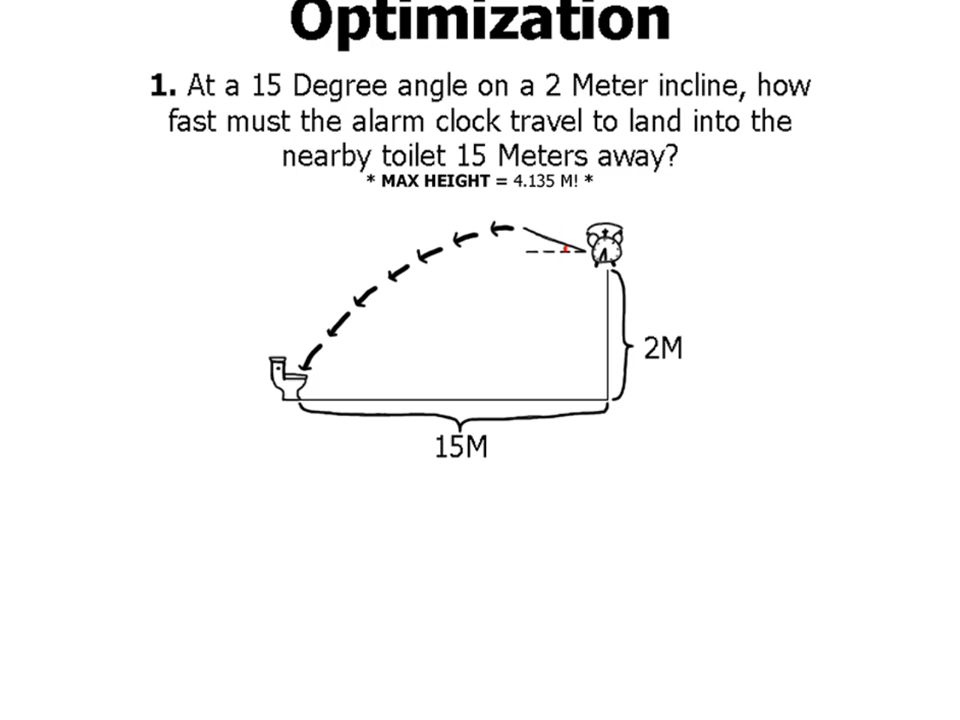 Optimization
1. At a 15 Degree angle on a 2 Meter incline, how
fast must the alarm clock travel to land into the
nearby toilet 15 Meters away?
* MAX HEIGHT = 4.135 M! *
2M
15M